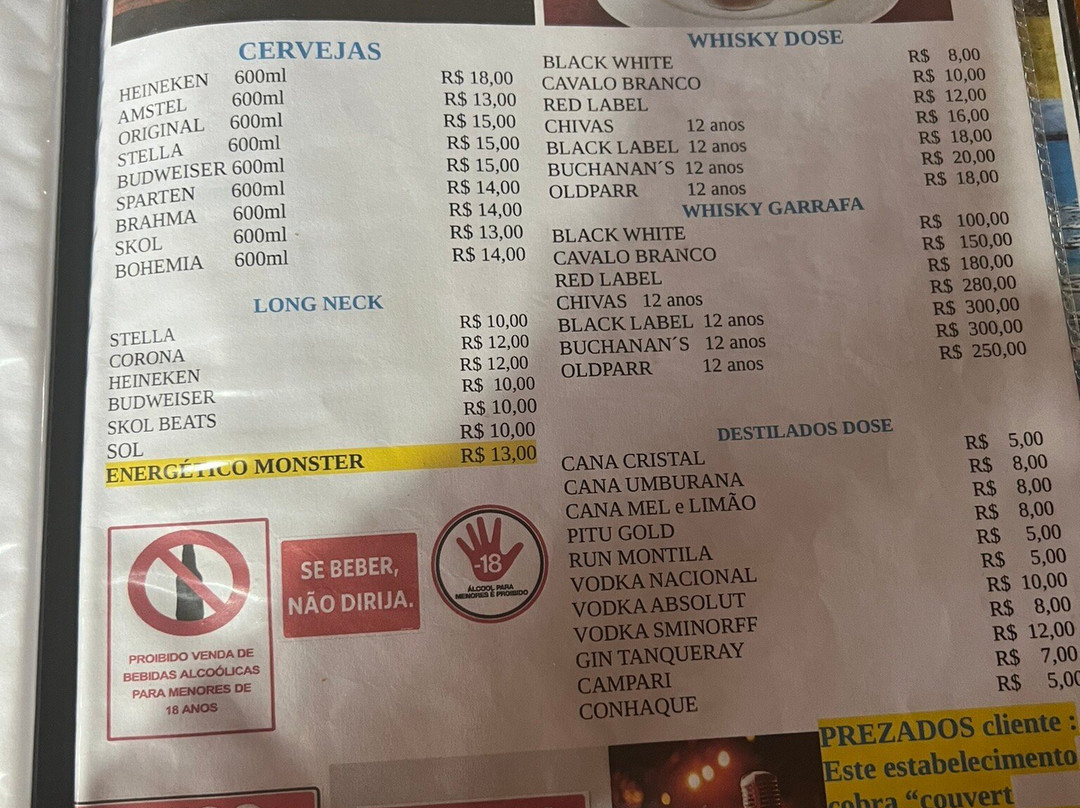 CERVEJAS
HEINEKEN 600ml R$ 18,00
AMSTEL 600ml R$ 13,00
ORIGINAL 600ml R$ 15,00
STELLA 600ml R$ 15,00
BUDWEISER 600ml R$ 15,00
SPARTEN 600ml R$ 14,00
BRAHMA 600ml R$ 14,00
SKOL 600ml R$ 13,00
BOHEMIA 600ml R$ 14,00
LONG NECK
STELLA R$ 10,00
CORONA R$ 12,00
HEINEKEN R$ 12,00
BUDWEISER R$ 10,00
SKOL BEATS R$ 10,00
SOL R$ 10,00
ENERGÉTICO MONSTER R$ 13,00
PROIBIDO VENDA DE
BEBIDAS ALCOÓLICAS
PARA MENORES DE
18 ANOS
SE BEBER,
NÃO DIRIJA.
-18
ÁLCOOL PARA
MENORES É PROIBIDO
WHISKY DOSE
BLACK WHITE R$ 8,00
CAVALO BRANCO R$ 10,00
RED LABEL R$ 12,00
CHIVAS 12 anos R$ 16,00
BLACK LABEL 12 anos R$ 18,00
BUCHANAN´S 12 anos R$ 20,00
OLDPARR 12 anos R$ 18,00
WHISKY GARRAFA
BLACK WHITE R$ 100,00
CAVALO BRANCO R$ 150,00
RED LABEL R$ 180,00
CHIVAS 12 anos R$ 280,00
BLACK LABEL 12 anos R$ 300,00
BUCHANAN´S 12 anos R$ 300,00
OLDPARR 12 anos R$ 250,00
DESTILADOS DOSE
CANA CRISTAL R$ 5,00
CANA UMBURANA R$ 8,00
CANA MEL e LIMÃO R$ 8,00
PITU GOLD R$ 8,00
RUN MONTILA R$ 5,00
VODKA NACIONAL R$ 5,00
VODKA ABSOLUT R$ 10,00
VODKA SMINORFF R$ 8,00
GIN TANQUERAY R$ 12,00
CAMPARI R$ 7,00
CONHAQUE R$ 5,00
PREZADOS cliente :
Este estabelecimento
cobra “couvert